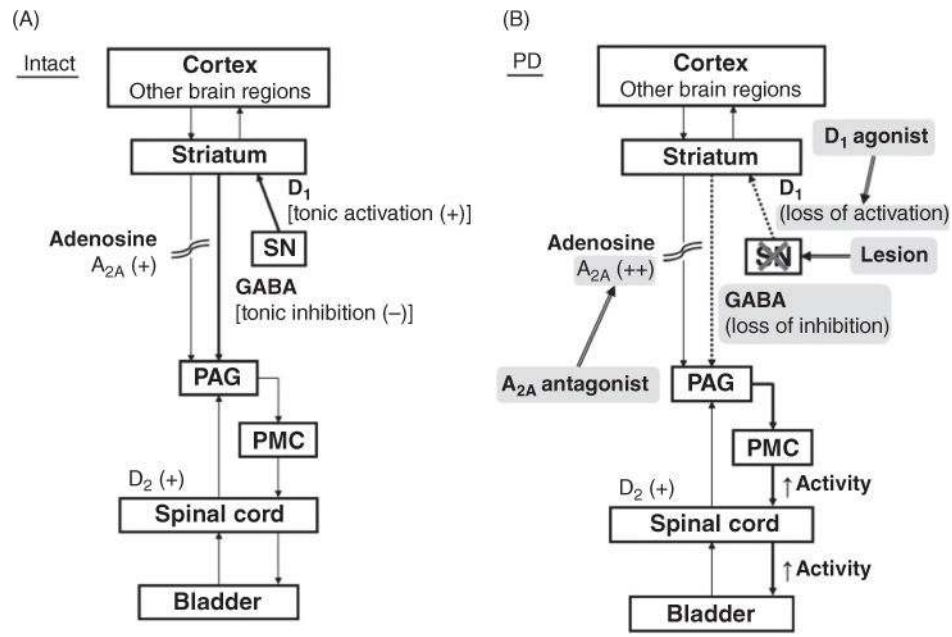 (A)
Intact
Cortex
Other brain regions
Striatum
D₁
[tonic activation (+)]
Adenosine
A₂A (+)
SN
GABA
[tonic inhibition (–)]
PAG
PMC
D₂ (+)
Spinal cord
Bladder
(B)
PD
Cortex
Other brain regions
D₁ agonist
Striatum
D₁
(loss of activation)
Adenosine
A₂A (++)
SN
Lesion
GABA
(loss of inhibition)
A₂A antagonist
PAG
PMC
↑ Activity
D₂ (+)
Spinal cord
↑ Activity
Bladder